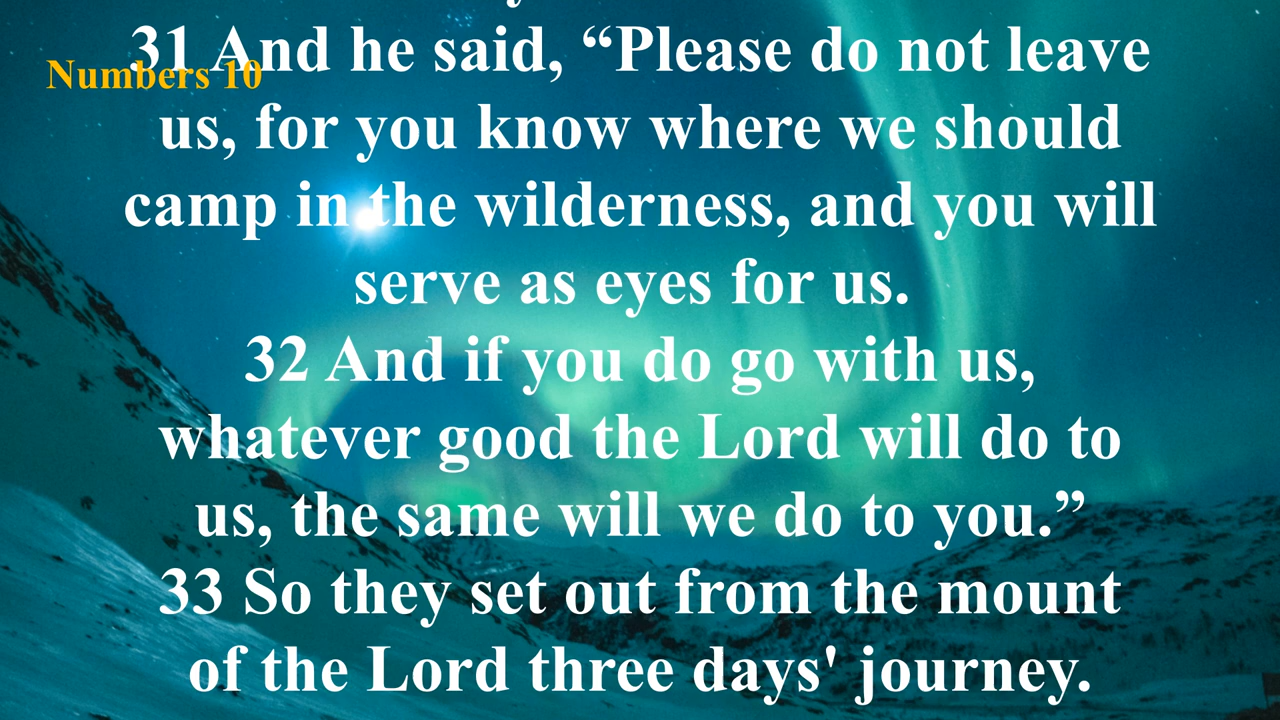 Numbers 10
31 And he said, “Please do not leave
us, for you know where we should
camp in the wilderness, and you will
serve as eyes for us.
32 And if you do go with us,
whatever good the Lord will do to
us, the same will we do to you.”
33 So they set out from the mount
of the Lord three days' journey.